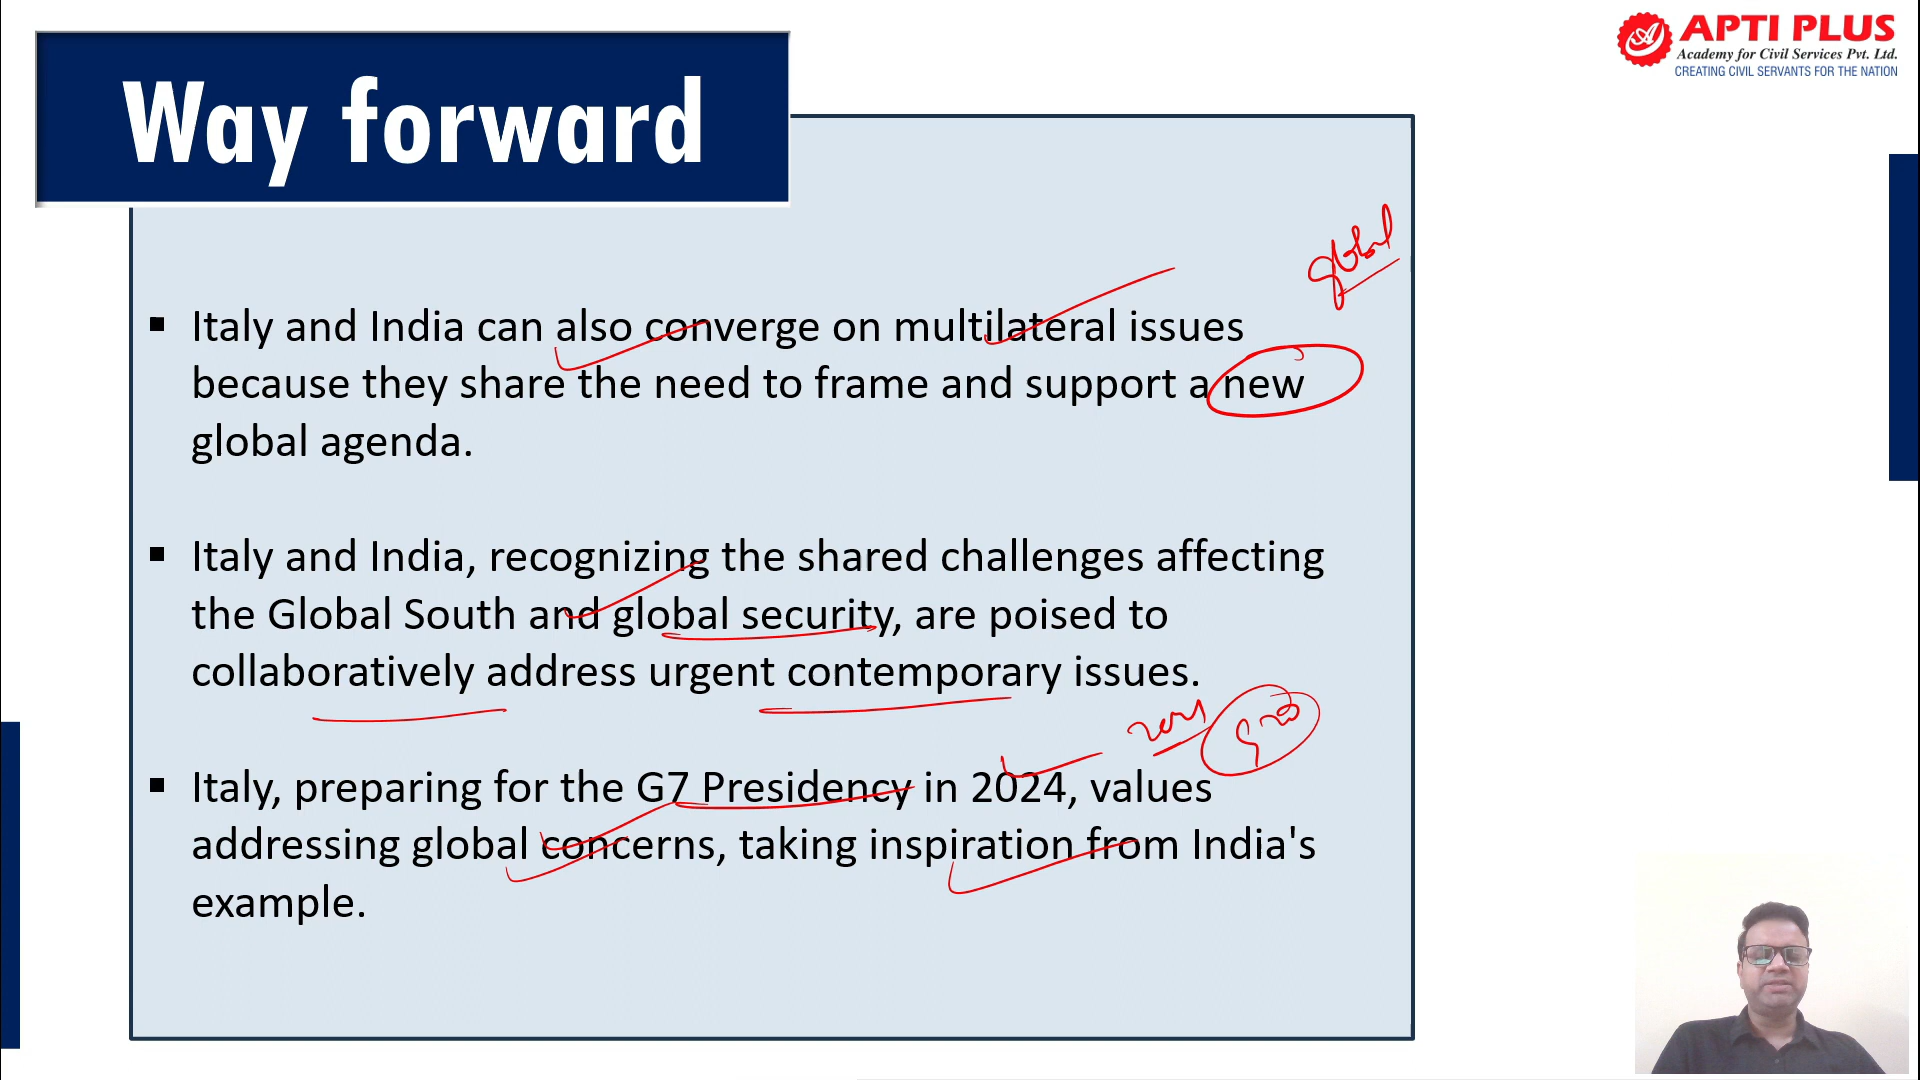 APTI PLUS
Academy for Civil Services Pvt. Ltd.
CREATING CIVIL SERVANTS FOR THE NATION
Way forward
global
▪ Italy and India can also converge on multilateral issues
because they share the need to frame and support a new
global agenda.
▪ Italy and India, recognizing the shared challenges affecting
the Global South and global security, are poised to
collaboratively address urgent contemporary issues.
▪ Italy, preparing for the G7 Presidency in 2024, values
addressing global concerns, taking inspiration from India's
example.